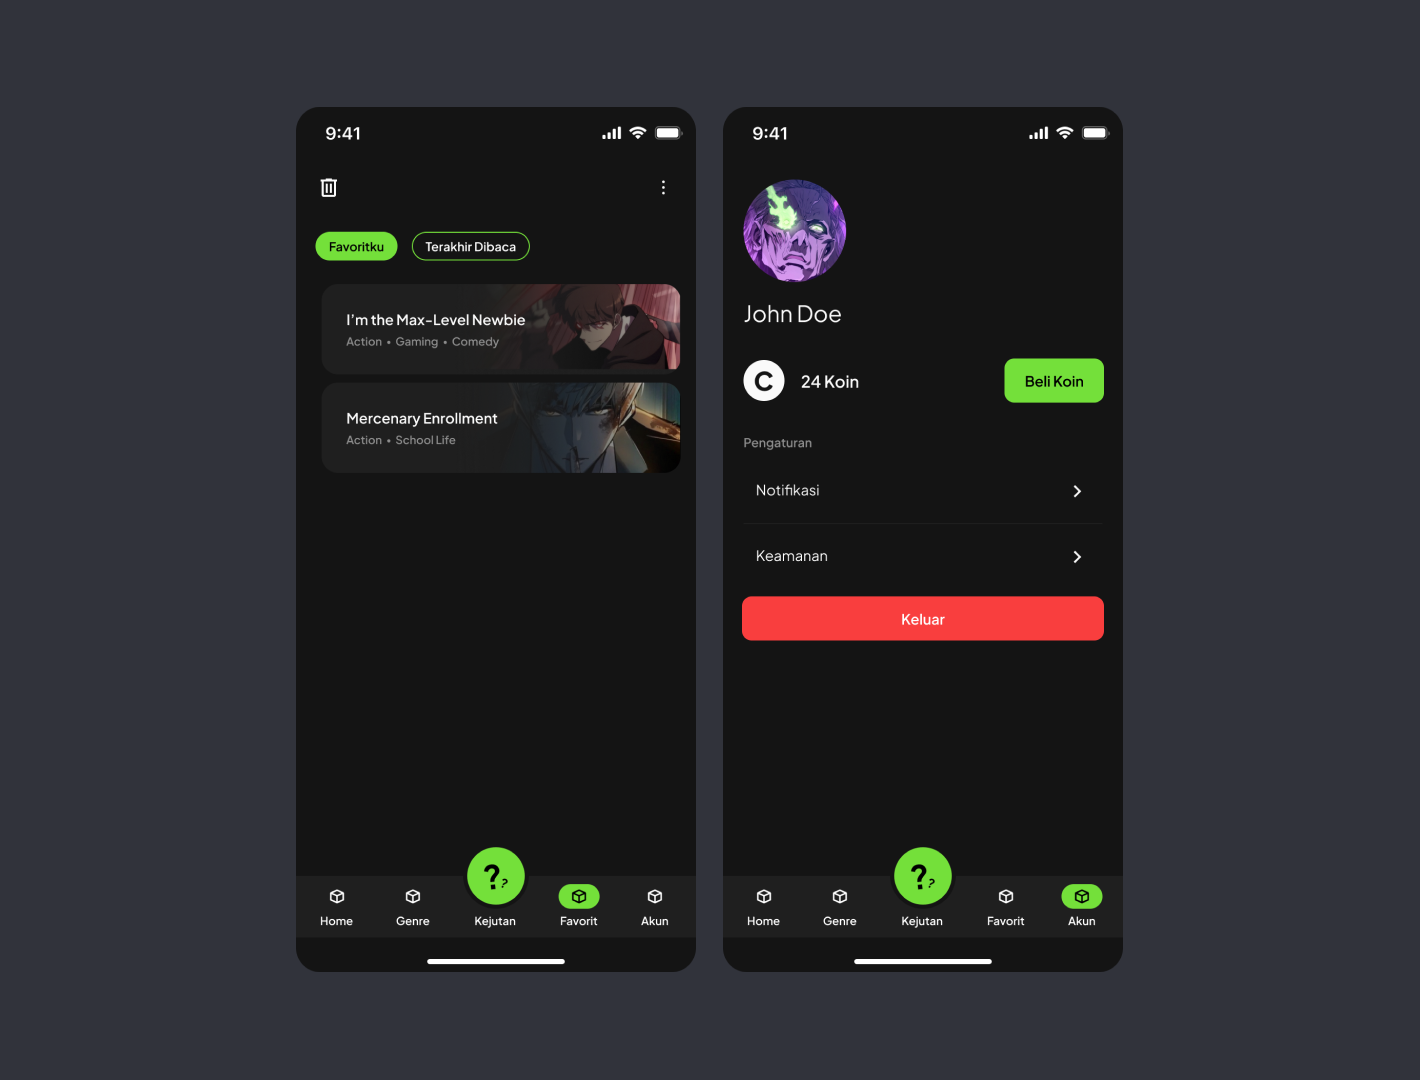 9:41
Favoritku
Terakhir Dibaca
I'm the Max-Level Newbie
Action • Gaming • Comedy
Mercenary Enrollment
Action • School Life
??
Home
Genre
Kejutan
Favorit
Akun
9:41
John Doe
C
24 Koin
Beli Koin
Pengaturan
Notifikasi
Keamanan
Keluar
??
Home
Genre
Kejutan
Favorit
Akun